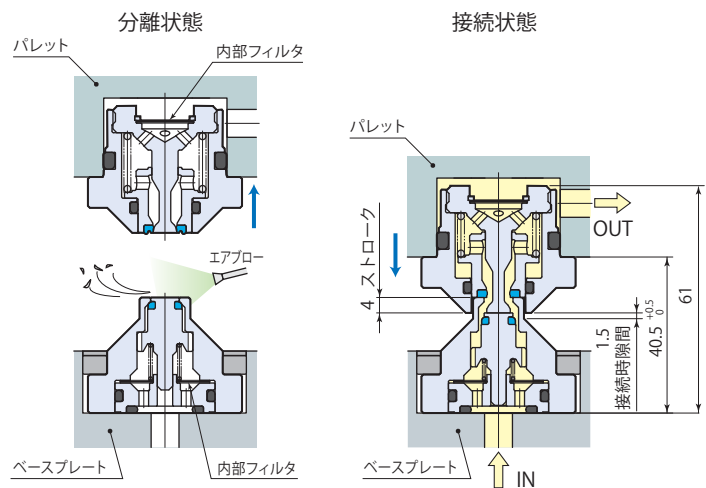 分離状態
パレット
内部フィルタ
エアブロー
ベースプレート
内部フィルタ
接続状態
パレット
OUT
4 ストローク
1.5
接続時隙間
40.5 +0.5 0
61
ベースプレート
IN